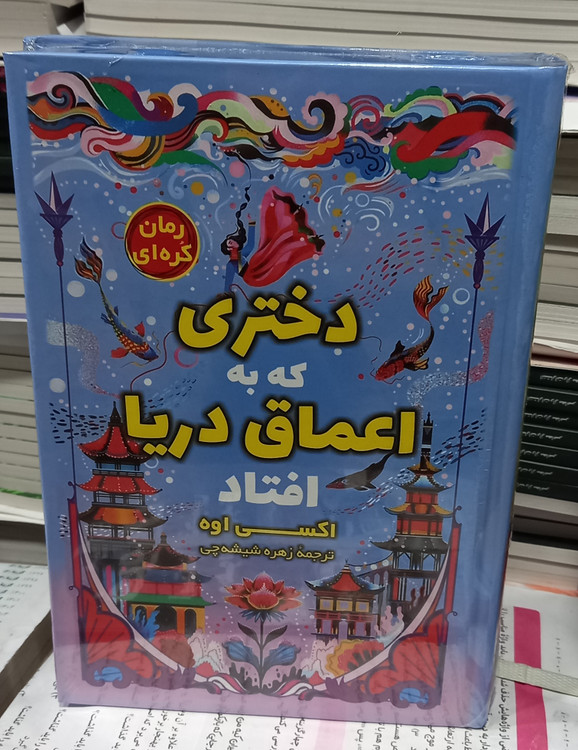 رمان
کره‌ای
دختری
که به
اعماق دریا
افتاد
اکسی اوه
ترجمهٔ زهره شیشه‌چی